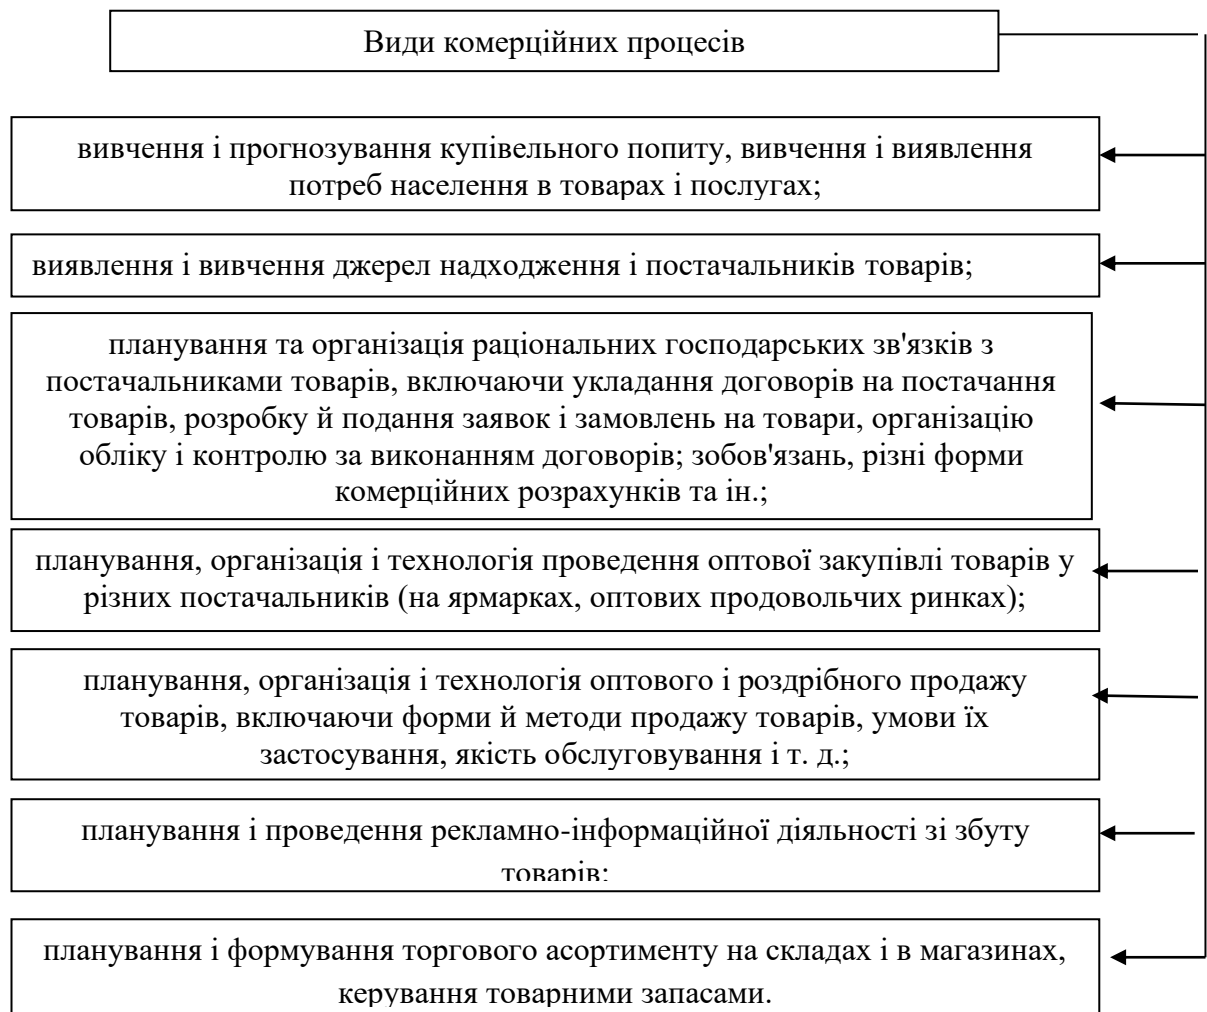 Види комерційних процесів
вивчення і прогнозування купівельного попиту, вивчення і виявлення
потреб населення в товарах і послугах;
виявлення і вивчення джерел надходження і постачальників товарів;
планування та організація раціональних господарських зв'язків з
постачальниками товарів, включаючи укладання договорів на постачання
товарів, розробку й подання заявок і замовлень на товари, організацію
обліку і контролю за виконанням договорів; зобов'язань, різні форми
комерційних розрахунків та ін.;
планування, організація і технологія проведення оптової закупівлі товарів у
різних постачальників (на ярмарках, оптових продовольчих ринках);
планування, організація і технологія оптового і роздрібного продажу
товарів, включаючи форми й методи продажу товарів, умови їх
застосування, якість обслуговування і т. д.;
планування і проведення рекламно-інформаційної діяльності зі збуту
товарів;
планування і формування торгового асортименту на складах і в магазинах,
керування товарними запасами.